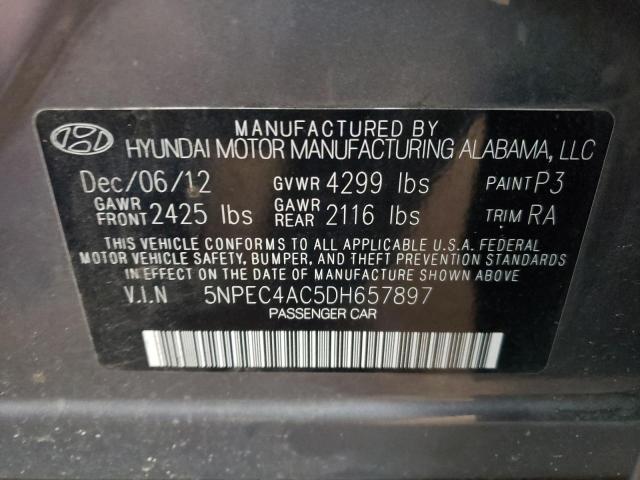 MANUFACTURED BY
HYUNDAI MOTOR MANUFACTURING ALABAMA, LLC
Dec/06/12 GVWR 4299 lbs PAINT P3
GAWR FRONT 2425 lbs GAWR REAR 2116 lbs TRIM RA
THIS VEHICLE CONFORMS TO ALL APPLICABLE U.S.A. FEDERAL
MOTOR VEHICLE SAFETY, BUMPER, AND THEFT PREVENTION STANDARDS
IN EFFECT ON THE DATE OF MANUFACTURE SHOWN ABOVE
V.I.N 5NPEC4AC5DH657897
PASSENGER CAR